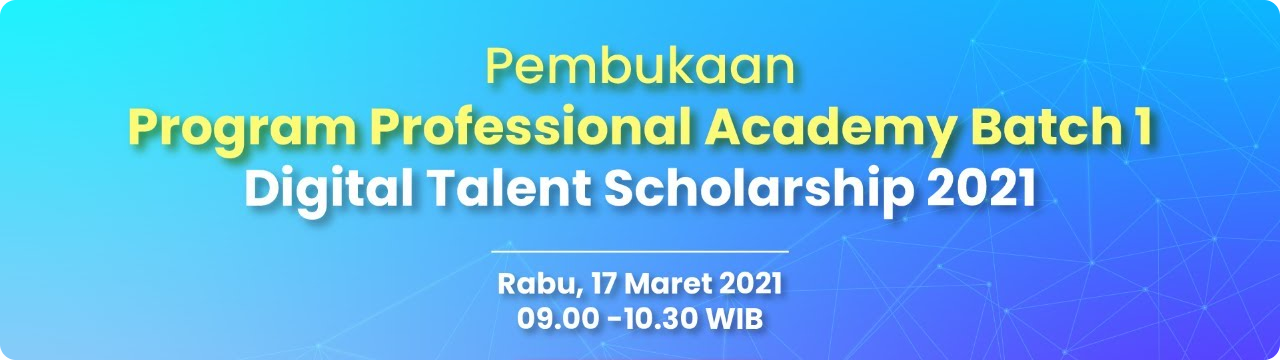 Pembukaan
Program Professional Academy Batch 1
Digital Talent Scholarship 2021
Rabu, 17 Maret 2021
09.00 -10.30 WIB